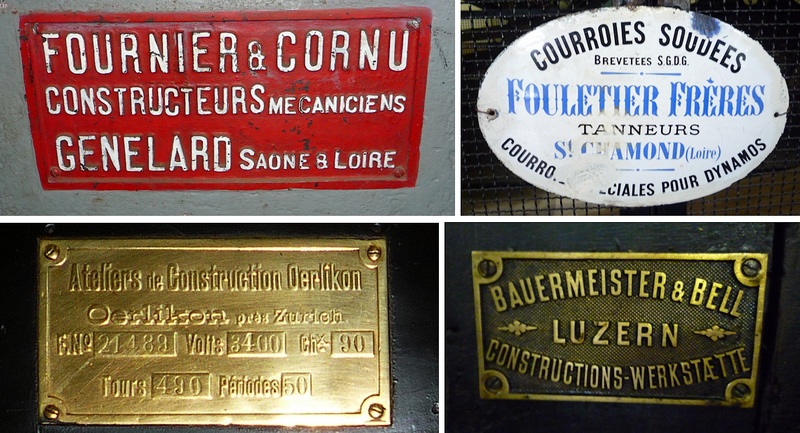 FOURNIER & CORNU
CONSTRUCTEURS MECANICIENS
GENELARD SAONE & LOIRE
COURROIES SOUDÉES
BREVETÉES S.G.D.G.
FOULETIER FRÈRES
TANNEURS
St CHAMOND (Loire)
POUR DYNAMOS
Ateliers de Construction Oerlikon
Oerlikon près Zurich
F.No 21489 Volts 3400 Chx 90
Tours 490 Périodes 50
BAUERMEISTER & BELL
LUZERN
CONSTRUCTIONS-WERKSTÆTTE